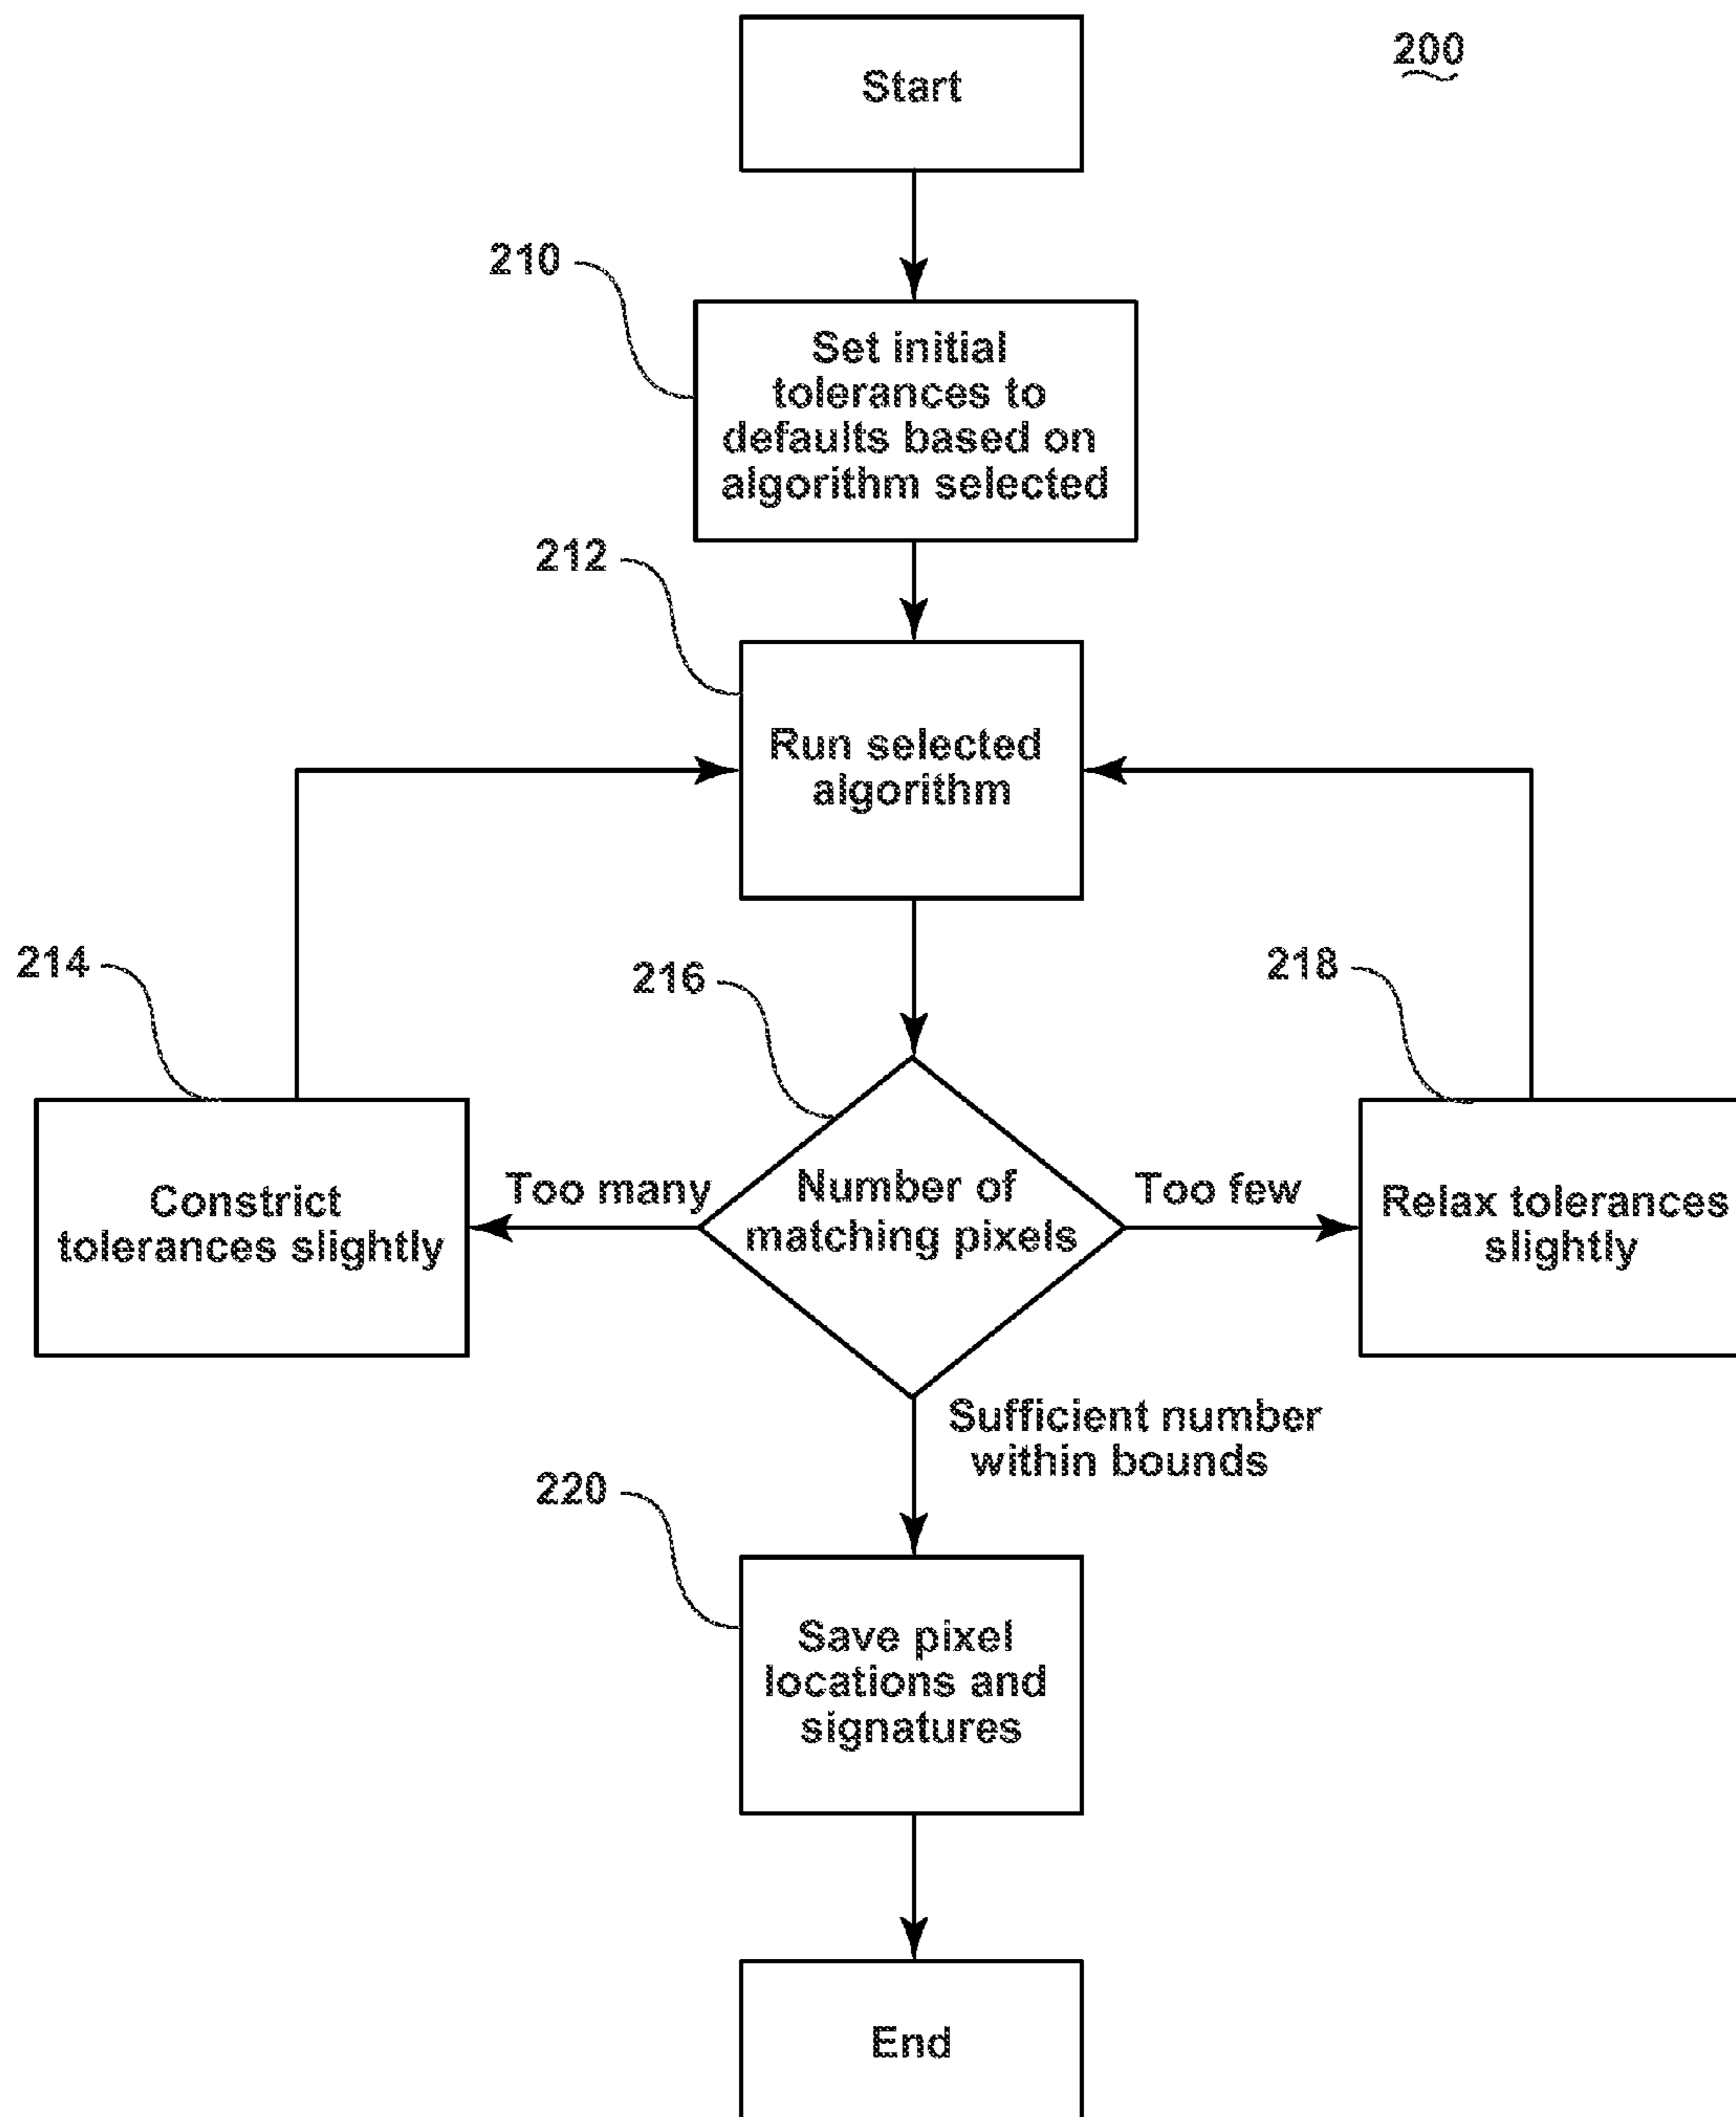 Start
200
210
Set initial
tolerances to
defaults based on
algorithm selected
212
Run selected
algorithm
214
216
218
Constrict
tolerances slightly
Too many
Number of
matching pixels
Too few
Relax tolerances
slightly
Sufficient number
within bounds
220
Save pixel
locations and
signatures
End